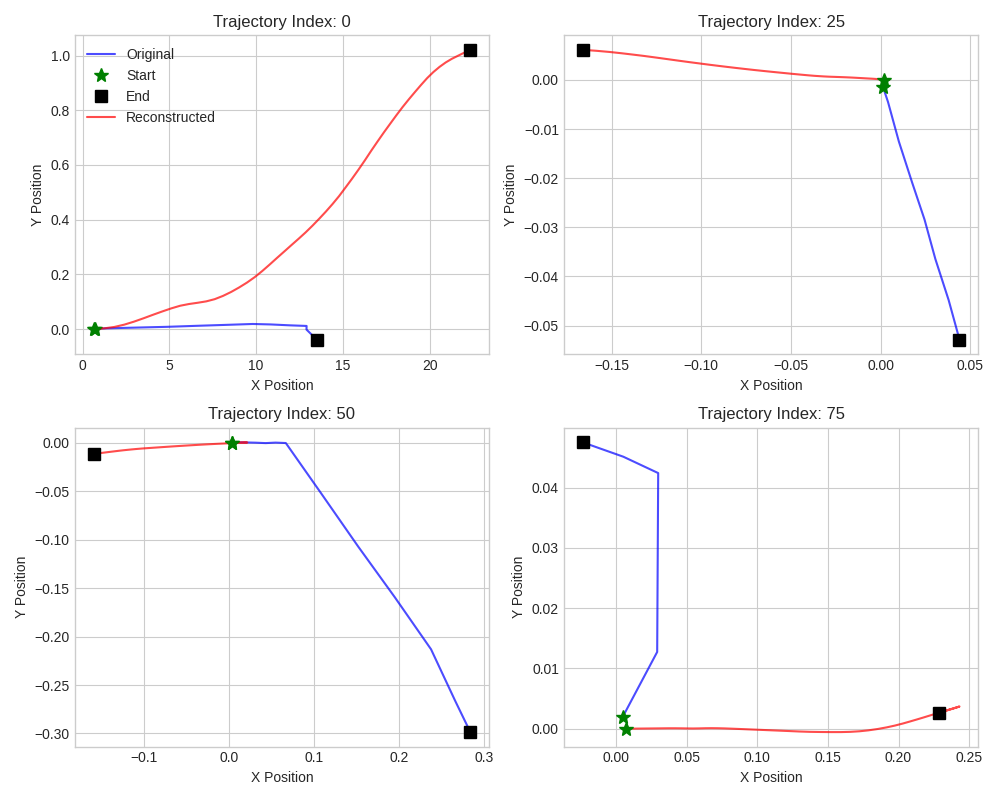 Trajectory Index: 0
Original
Start
End
Reconstructed
1.0
0.8
0.6
0.4
0.2
0.0
Y Position
0 5 10 15 20
X Position
Trajectory Index: 25
0.00
−0.01
−0.02
−0.03
−0.04
−0.05
Y Position
−0.15 −0.10 −0.05 0.00 0.05
X Position
Trajectory Index: 50
0.00
−0.05
−0.10
−0.15
−0.20
−0.25
−0.30
Y Position
−0.1 0.0 0.1 0.2 0.3
X Position
Trajectory Index: 75
0.04
0.03
0.02
0.01
0.00
Y Position
0.00 0.05 0.10 0.15 0.20 0.25
X Position